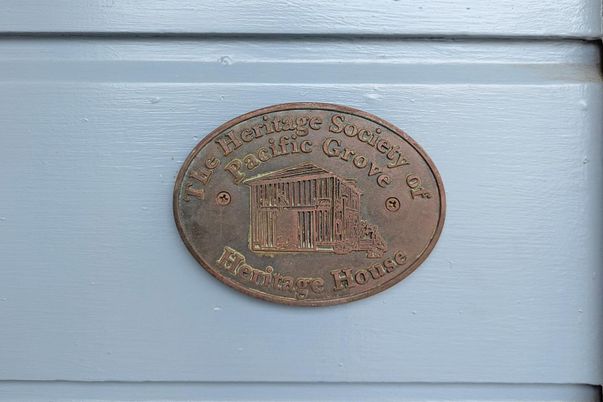 The Heritage Society of
Pacific Grove
Heritage House